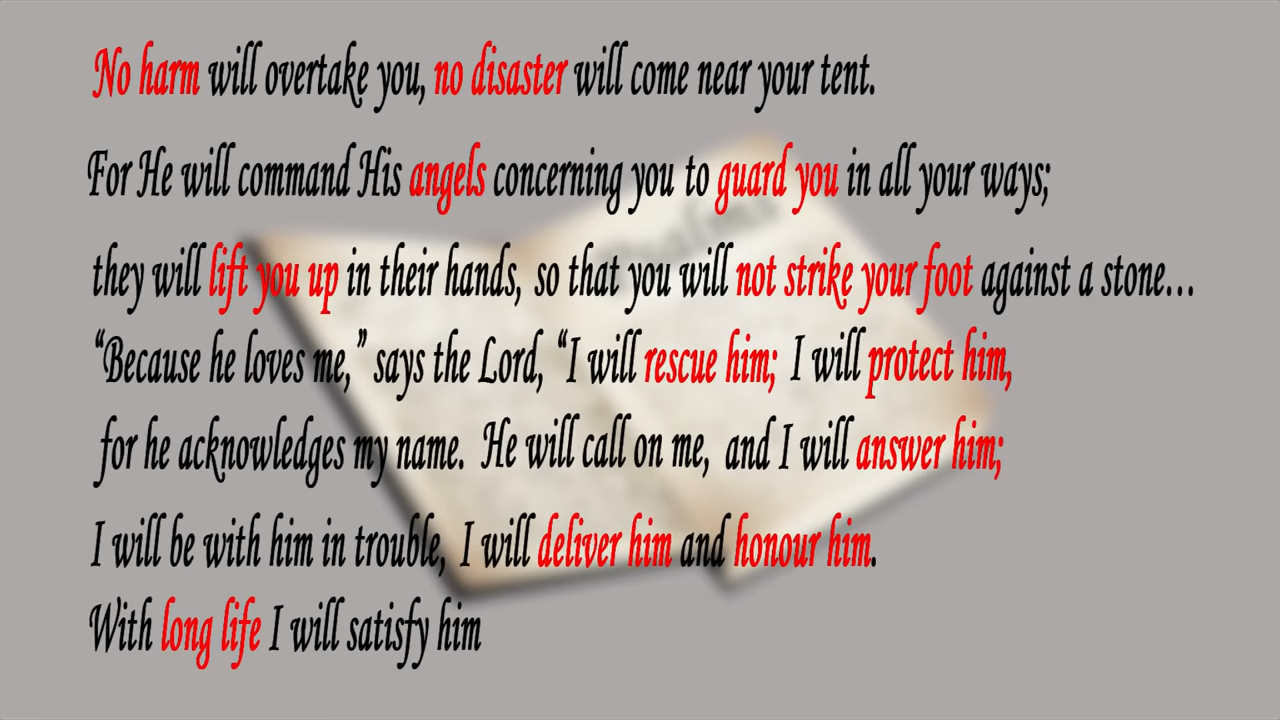 No harm will overtake you, no disaster will come near your tent.
For He will command His angels concerning you to guard you in all your ways;
they will lift you up in their hands, so that you will not strike your foot against a stone...
“Because he loves me,” says the Lord, “I will rescue him; I will protect him,
for he acknowledges my name. He will call on me, and I will answer him;
I will be with him in trouble, I will deliver him and honour him.
With long life I will satisfy him
Psalms